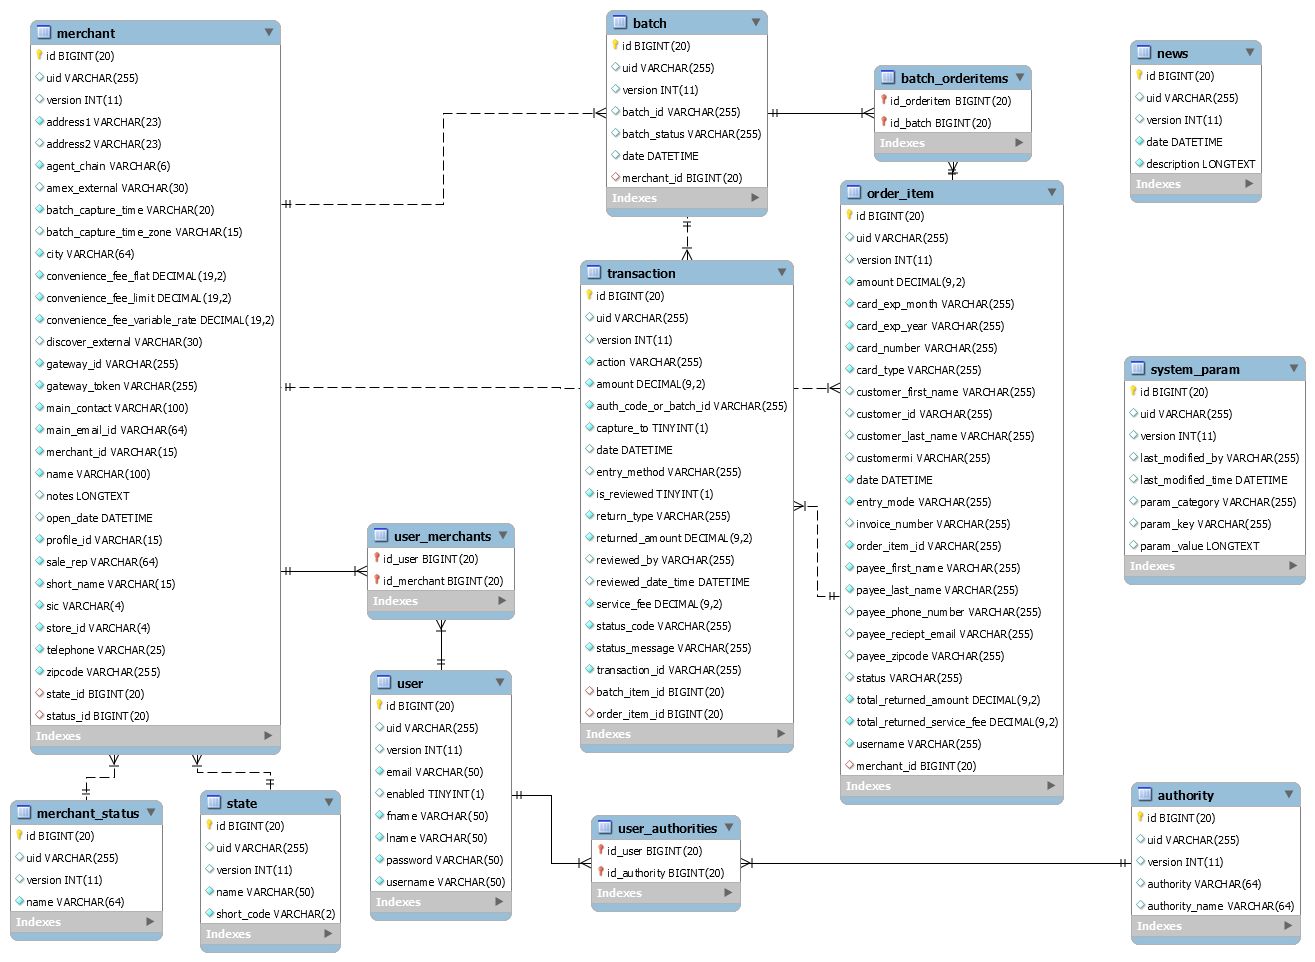 merchant
id BIGINT(20)
uid VARCHAR(255)
version INT(11)
address1 VARCHAR(23)
address2 VARCHAR(23)
agent_chain VARCHAR(6)
amex_external VARCHAR(30)
batch_capture_time VARCHAR(20)
batch_capture_time_zone VARCHAR(15)
city VARCHAR(64)
convenience_fee_flat DECIMAL(19,2)
convenience_fee_limit DECIMAL(19,2)
convenience_fee_variable_rate DECIMAL(19,2)
discover_external VARCHAR(30)
gateway_id VARCHAR(255)
gateway_token VARCHAR(255)
main_contact VARCHAR(100)
main_email_id VARCHAR(64)
merchant_id VARCHAR(15)
name VARCHAR(100)
notes LONGTEXT
open_date DATETIME
profile_id VARCHAR(15)
sale_rep VARCHAR(64)
short_name VARCHAR(15)
sic VARCHAR(4)
store_id VARCHAR(4)
telephone VARCHAR(25)
zipcode VARCHAR(255)
state_id BIGINT(20)
status_id BIGINT(20)
Indexes
batch
id BIGINT(20)
uid VARCHAR(255)
version INT(11)
batch_id VARCHAR(255)
batch_status VARCHAR(255)
date DATETIME
merchant_id BIGINT(20)
Indexes
batch_orderitems
id_orderitem BIGINT(20)
id_batch BIGINT(20)
Indexes
news
id BIGINT(20)
uid VARCHAR(255)
version INT(11)
date DATETIME
description LONGTEXT
Indexes
transaction
id BIGINT(20)
uid VARCHAR(255)
version INT(11)
action VARCHAR(255)
amount DECIMAL(9,2)
auth_code_or_batch_id VARCHAR(255)
capture_to TINYINT(1)
date DATETIME
entry_method VARCHAR(255)
is_reviewed TINYINT(1)
return_type VARCHAR(255)
returned_amount DECIMAL(9,2)
reviewed_by VARCHAR(255)
reviewed_date_time DATETIME
service_fee DECIMAL(9,2)
status_code VARCHAR(255)
status_message VARCHAR(255)
transaction_id VARCHAR(255)
batch_item_id BIGINT(20)
order_item_id BIGINT(20)
Indexes
order_item
id BIGINT(20)
uid VARCHAR(255)
version INT(11)
amount DECIMAL(9,2)
card_exp_month VARCHAR(255)
card_exp_year VARCHAR(255)
card_number VARCHAR(255)
card_type VARCHAR(255)
customer_first_name VARCHAR(255)
customer_id VARCHAR(255)
customer_last_name VARCHAR(255)
customermi VARCHAR(255)
date DATETIME
entry_mode VARCHAR(255)
invoice_number VARCHAR(255)
order_item_id VARCHAR(255)
payee_first_name VARCHAR(255)
payee_last_name VARCHAR(255)
payee_phone_number VARCHAR(255)
payee_reciept_email VARCHAR(255)
payee_zipcode VARCHAR(255)
status VARCHAR(255)
total_returned_amount DECIMAL(9,2)
total_returned_service_fee DECIMAL(9,2)
username VARCHAR(255)
merchant_id BIGINT(20)
Indexes
system_param
id BIGINT(20)
uid VARCHAR(255)
version INT(11)
last_modified_by VARCHAR(255)
last_modified_time DATETIME
param_category VARCHAR(255)
param_key VARCHAR(255)
param_value LONGTEXT
Indexes
user_merchants
id_user BIGINT(20)
id_merchant BIGINT(20)
Indexes
user
id BIGINT(20)
uid VARCHAR(255)
version INT(11)
email VARCHAR(50)
enabled TINYINT(1)
fname VARCHAR(50)
lname VARCHAR(50)
password VARCHAR(50)
username VARCHAR(50)
Indexes
merchant_status
id BIGINT(20)
uid VARCHAR(255)
version INT(11)
name VARCHAR(64)
Indexes
state
id BIGINT(20)
uid VARCHAR(255)
version INT(11)
name VARCHAR(50)
short_code VARCHAR(2)
Indexes
user_authorities
id_user BIGINT(20)
id_authority BIGINT(20)
Indexes
authority
id BIGINT(20)
uid VARCHAR(255)
version INT(11)
authority VARCHAR(64)
authority_name VARCHAR(64)
Indexes